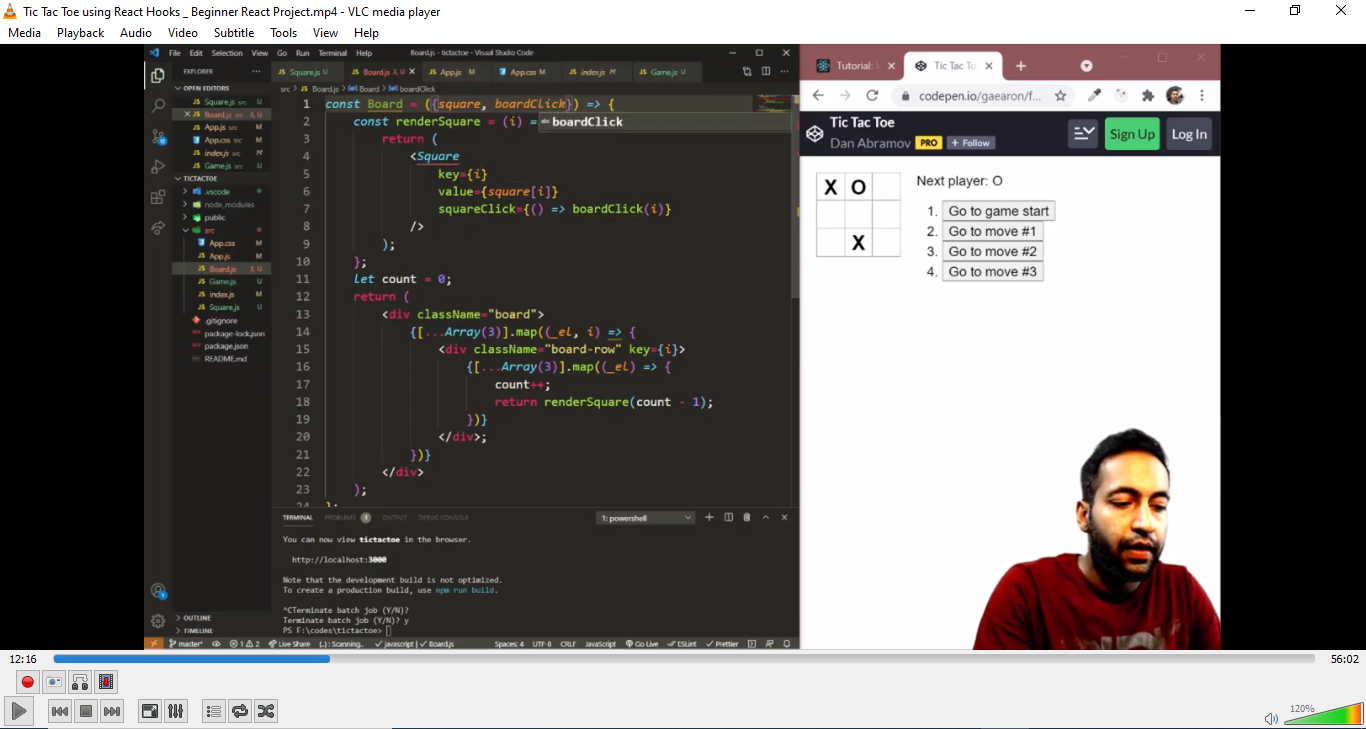 Tic Tac Toe using React Hooks _ Beginner React Project.mp4 - VLC media player
Media Playback Audio Video Subtitle Tools View Help
File Edit Selection View Go Run Terminal Help Board.js - tictactoe - Visual Studio Code
EXPLORER
OPEN EDITORS
Square.js src U
Board.js src 3, U
App.js src M
App.css src M
index.js src M
Game.js src U
TICTACTOE
.vscode
node_modules
public
src
App.css M
App.js M
Board.js 3, U
Game.js U
index.js M
Square.js U
.gitignore
package-lock.json
package.json
README.md
OUTLINE
TIMELINE
Square.js U Board.js 3, U App.js M App.css M index.js M Game.js U
src > Board.js > Board > boardClick
1 const Board = ({square, boardClick}) => {
2 const renderSquare = (i) =
boardClick
3 return (
4 <Square
5 key={i}
6 value={square[i]}
7 squareClick={() => boardClick(i)}
8 />
9 );
10 };
11 let count = 0;
12 return (
13 <div className="board">
14 {[...Array(3)].map((_el, i) => {
15 <div className="board-row" key={i}>
16 {[...Array(3)].map((_el) => {
17 count++;
18 return renderSquare(count - 1);
19 })}
20 </div>;
21 })}
22 </div>
23 );
24 };
TERMINAL PROBLEMS OUTPUT DEBUG CONSOLE 1: powershell
You can now view tictactoe in the browser.
http://localhost:3000
Note that the development build is not optimized.
To create a production build, use npm run build.
^CTerminate batch job (Y/N)?
Terminate batch job (Y/N)? y
PS F:\codes\tictactoe>
master* 1 2 Live Share Scanning.. javascript | Board.js Spaces: 4 UTF-8 CRLF JavaScript Go Live ESLint Prettier
Tutorial: Tic Tac To
codepen.io/gaearon/f...
Tic Tac Toe
Dan Abramov PRO + Follow
Sign Up Log In
X O
X
Next player: O
1. Go to game start
2. Go to move #1
3. Go to move #2
4. Go to move #3
12:16 56:02
120%